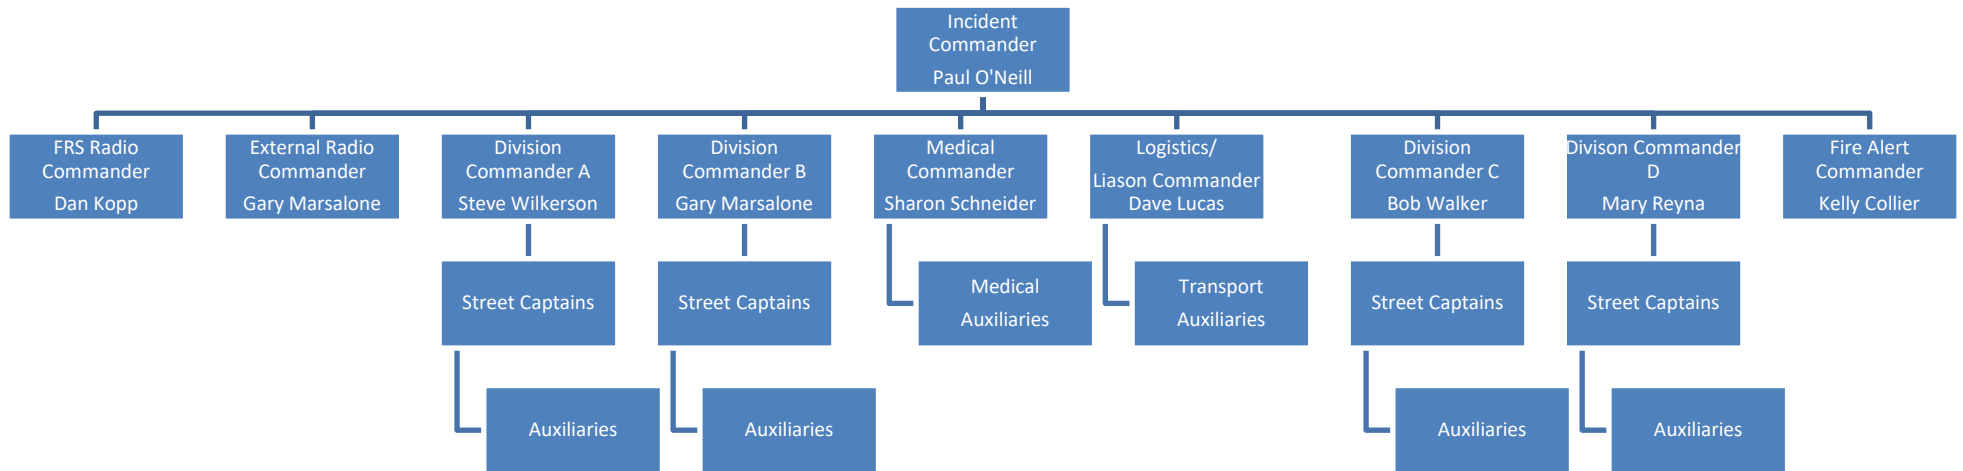 Incident
Commander
Paul O'Neill
FRS Radio
Commander
Dan Kopp
External Radio
Commander
Gary Marsalone
Division
Commander A
Steve Wilkerson
Division
Commander B
Gary Marsalone
Medical
Commander
Sharon Schneider
Logistics/
Liason Commander
Dave Lucas
Division
Commander C
Bob Walker
Divison Commander
D
Mary Reyna
Fire Alert
Commander
Kelly Collier
Street Captains
Street Captains
Medical
Auxiliaries
Transport
Auxiliaries
Street Captains
Street Captains
Auxiliaries
Auxiliaries
Auxiliaries
Auxiliaries